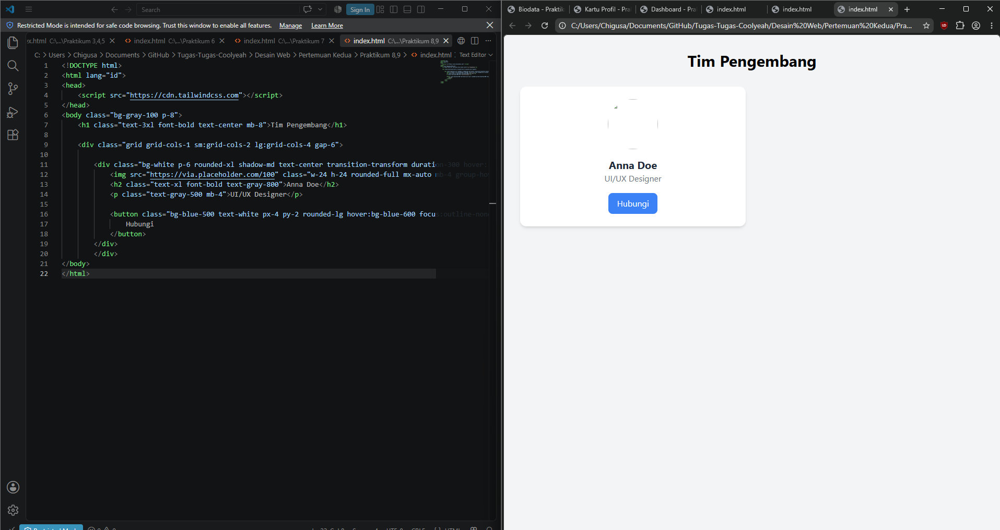 Search
Sign In
Restricted Mode is intended for safe code browsing. Trust this window to enable all features. Manage Learn More
ex.html C:\...\Praktikum 3,4,5
index.html C:\...\Praktikum 6
index.html C:\...\Praktikum 7
index.html C:\...\Praktikum 8,9
C: > Users > Chigusa > Documents > GitHub > Tugas-Tugas-Coolyeah > Desain Web > Pertemuan Kedua > Praktikum 8,9 > index.html
Text Editor
1 <!DOCTYPE html>
2 <html lang="id">
3 <head>
4 <script src="https://cdn.tailwindcss.com"></script>
5 </head>
6 <body class="bg-gray-100 p-8">
7 <h1 class="text-3xl font-bold text-center mb-8">Tim Pengembang</h1>
8
9 <div class="grid grid-cols-1 sm:grid-cols-2 lg:grid-cols-4 gap-6">
10
11 <div class="bg-white p-6 rounded-xl shadow-md text-center transition-transform duration-300 hover:
12 <img src="https://via.placeholder.com/100" class="w-24 h-24 rounded-full mx-auto mb-4 group-ho
13 <h2 class="text-xl font-bold text-gray-800">Anna Doe</h2>
14 <p class="text-gray-500 mb-4">UI/UX Designer</p>
15
16 <button class="bg-blue-500 text-white px-4 py-2 rounded-lg hover:bg-blue-600 focus:outline-none
17 Hubungi
18 </button>
19 </div>
20 </div>
21 </body>
22 </html>
Biodata - Praktik
Kartu Profil - Pra
Dashboard - Pra
index.html
index.html
index.html
C:/Users/Chigusa/Documents/GitHub/Tugas-Tugas-Coolyeah/Desain%20Web/Pertemuan%20Kedua/Pra...
Tim Pengembang
Anna Doe
UI/UX Designer
Hubungi